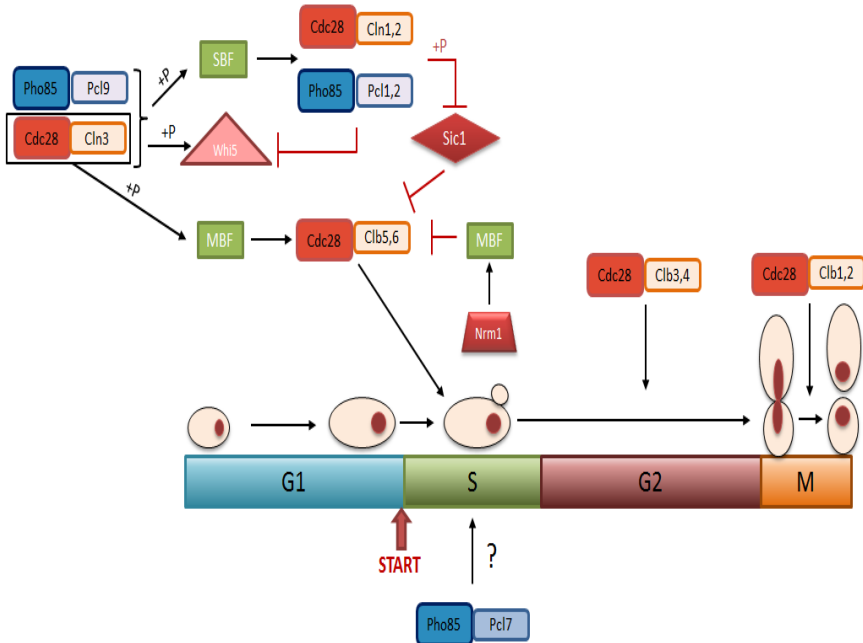 Cdc28 Cln1,2
+P
SBF
+P
Pho85 Pcl9
Pho85 Pcl1,2
Cdc28 Cln3
+P
Whi5
Sic1
+P
MBF
Cdc28 Clb5,6
MBF
Cdc28 Clb3,4
Cdc28 Clb1,2
Nrm1
G1 S G2 M
START
?
Pho85 Pcl7